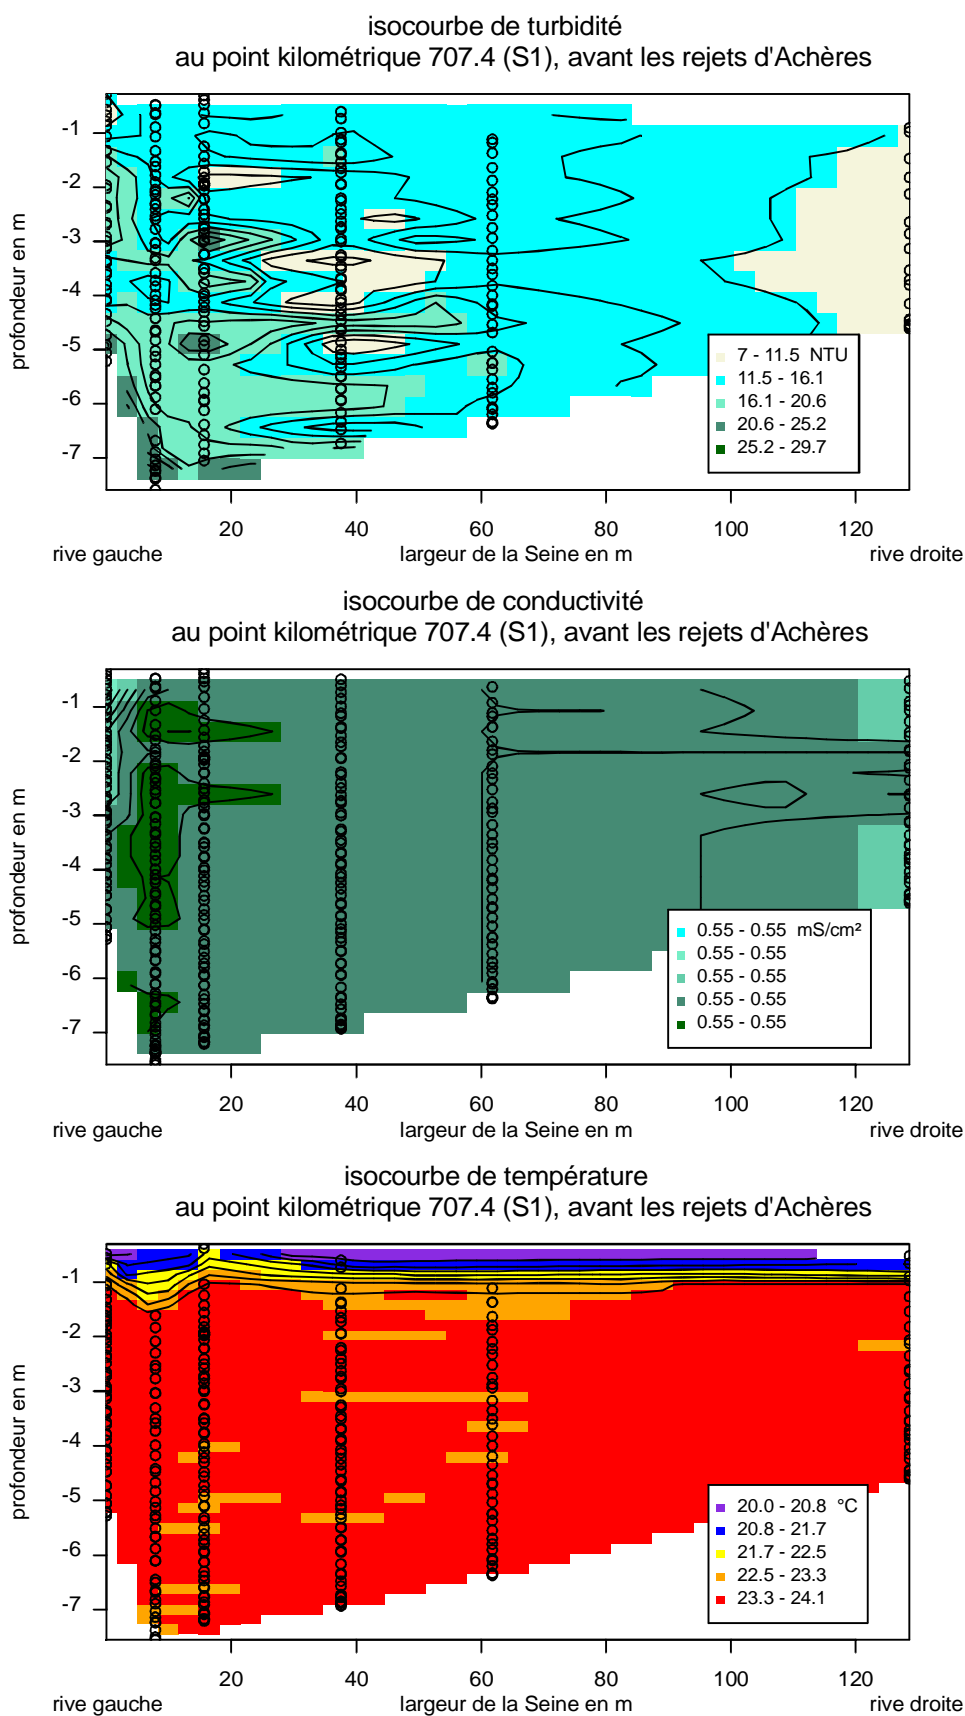 isocourbe de turbidité
au point kilométrique 707.4 (S1), avant les rejets d'Achères
profondeur en m
-1
-2
-3
-4
-5
-6
-7
7 - 11.5 NTU
11.5 - 16.1
16.1 - 20.6
20.6 - 25.2
25.2 - 29.7
20 40 60 80 100 120
rive gauche largeur de la Seine en m rive droite
isocourbe de conductivité
au point kilométrique 707.4 (S1), avant les rejets d'Achères
profondeur en m
-1
-2
-3
-4
-5
-6
-7
0.55 - 0.55 mS/cm²
0.55 - 0.55
0.55 - 0.55
0.55 - 0.55
0.55 - 0.55
20 40 60 80 100 120
rive gauche largeur de la Seine en m rive droite
isocourbe de température
au point kilométrique 707.4 (S1), avant les rejets d'Achères
profondeur en m
-1
-2
-3
-4
-5
-6
-7
20.0 - 20.8 °C
20.8 - 21.7
21.7 - 22.5
22.5 - 23.3
23.3 - 24.1
20 40 60 80 100 120
rive gauche largeur de la Seine en m rive droite